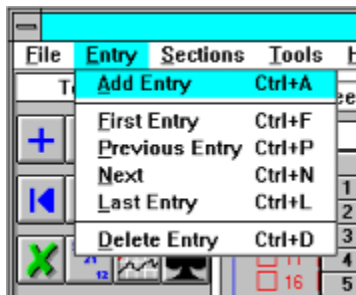 File Entry Sections Tools
Add Entry Ctrl+A
First Entry Ctrl+F
Previous Entry Ctrl+P
Next Ctrl+N
Last Entry Ctrl+L
Delete Entry Ctrl+D
1
2
3
4
16 5
12